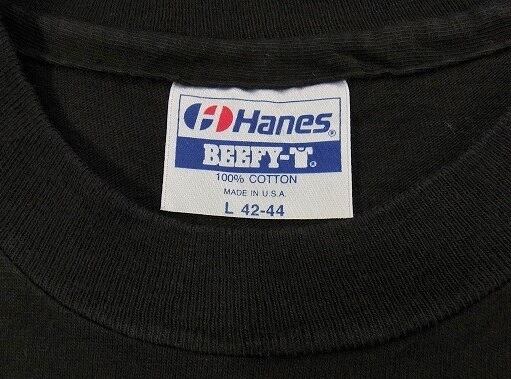 Hanes®
BEEFY-T®
100% COTTON
MADE IN U.S.A.
L 42-44